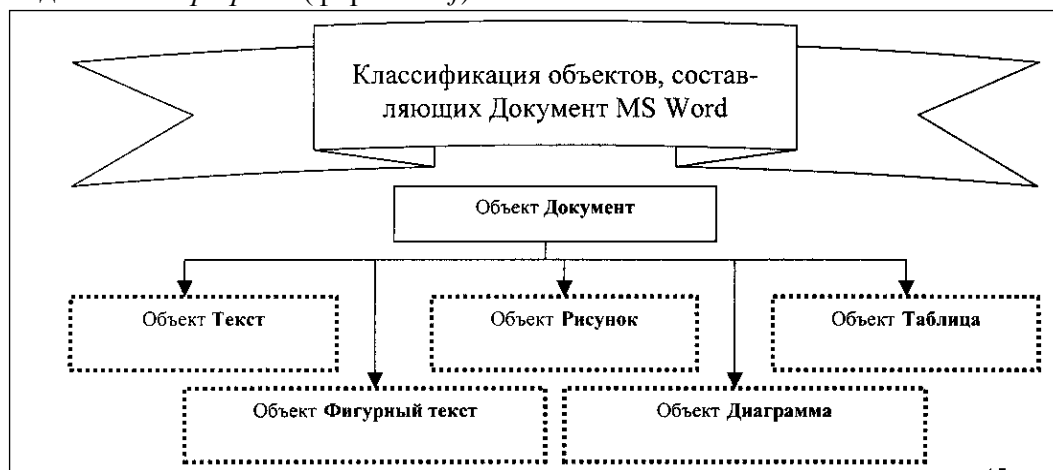 Классификация объектов, состав-
ляющих Документ MS Word
Объект Документ
Объект Текст
Объект Рисунок
Объект Таблица
Объект Фигурный текст
Объект Диаграмма